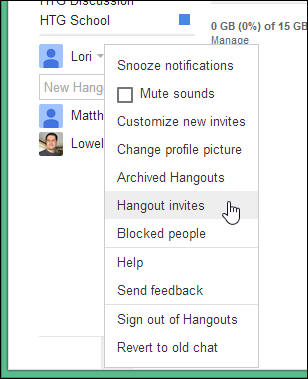 HTG Discussion
HTG School
0 GB (0%) of 15
Manage
Lori
New Hang
Matth
Lowel
Snooze notifications
Mute sounds
Customize new invites
Change profile picture
Archived Hangouts
Hangout invites
Blocked people
Help
Send feedback
Sign out of Hangouts
Revert to old chat